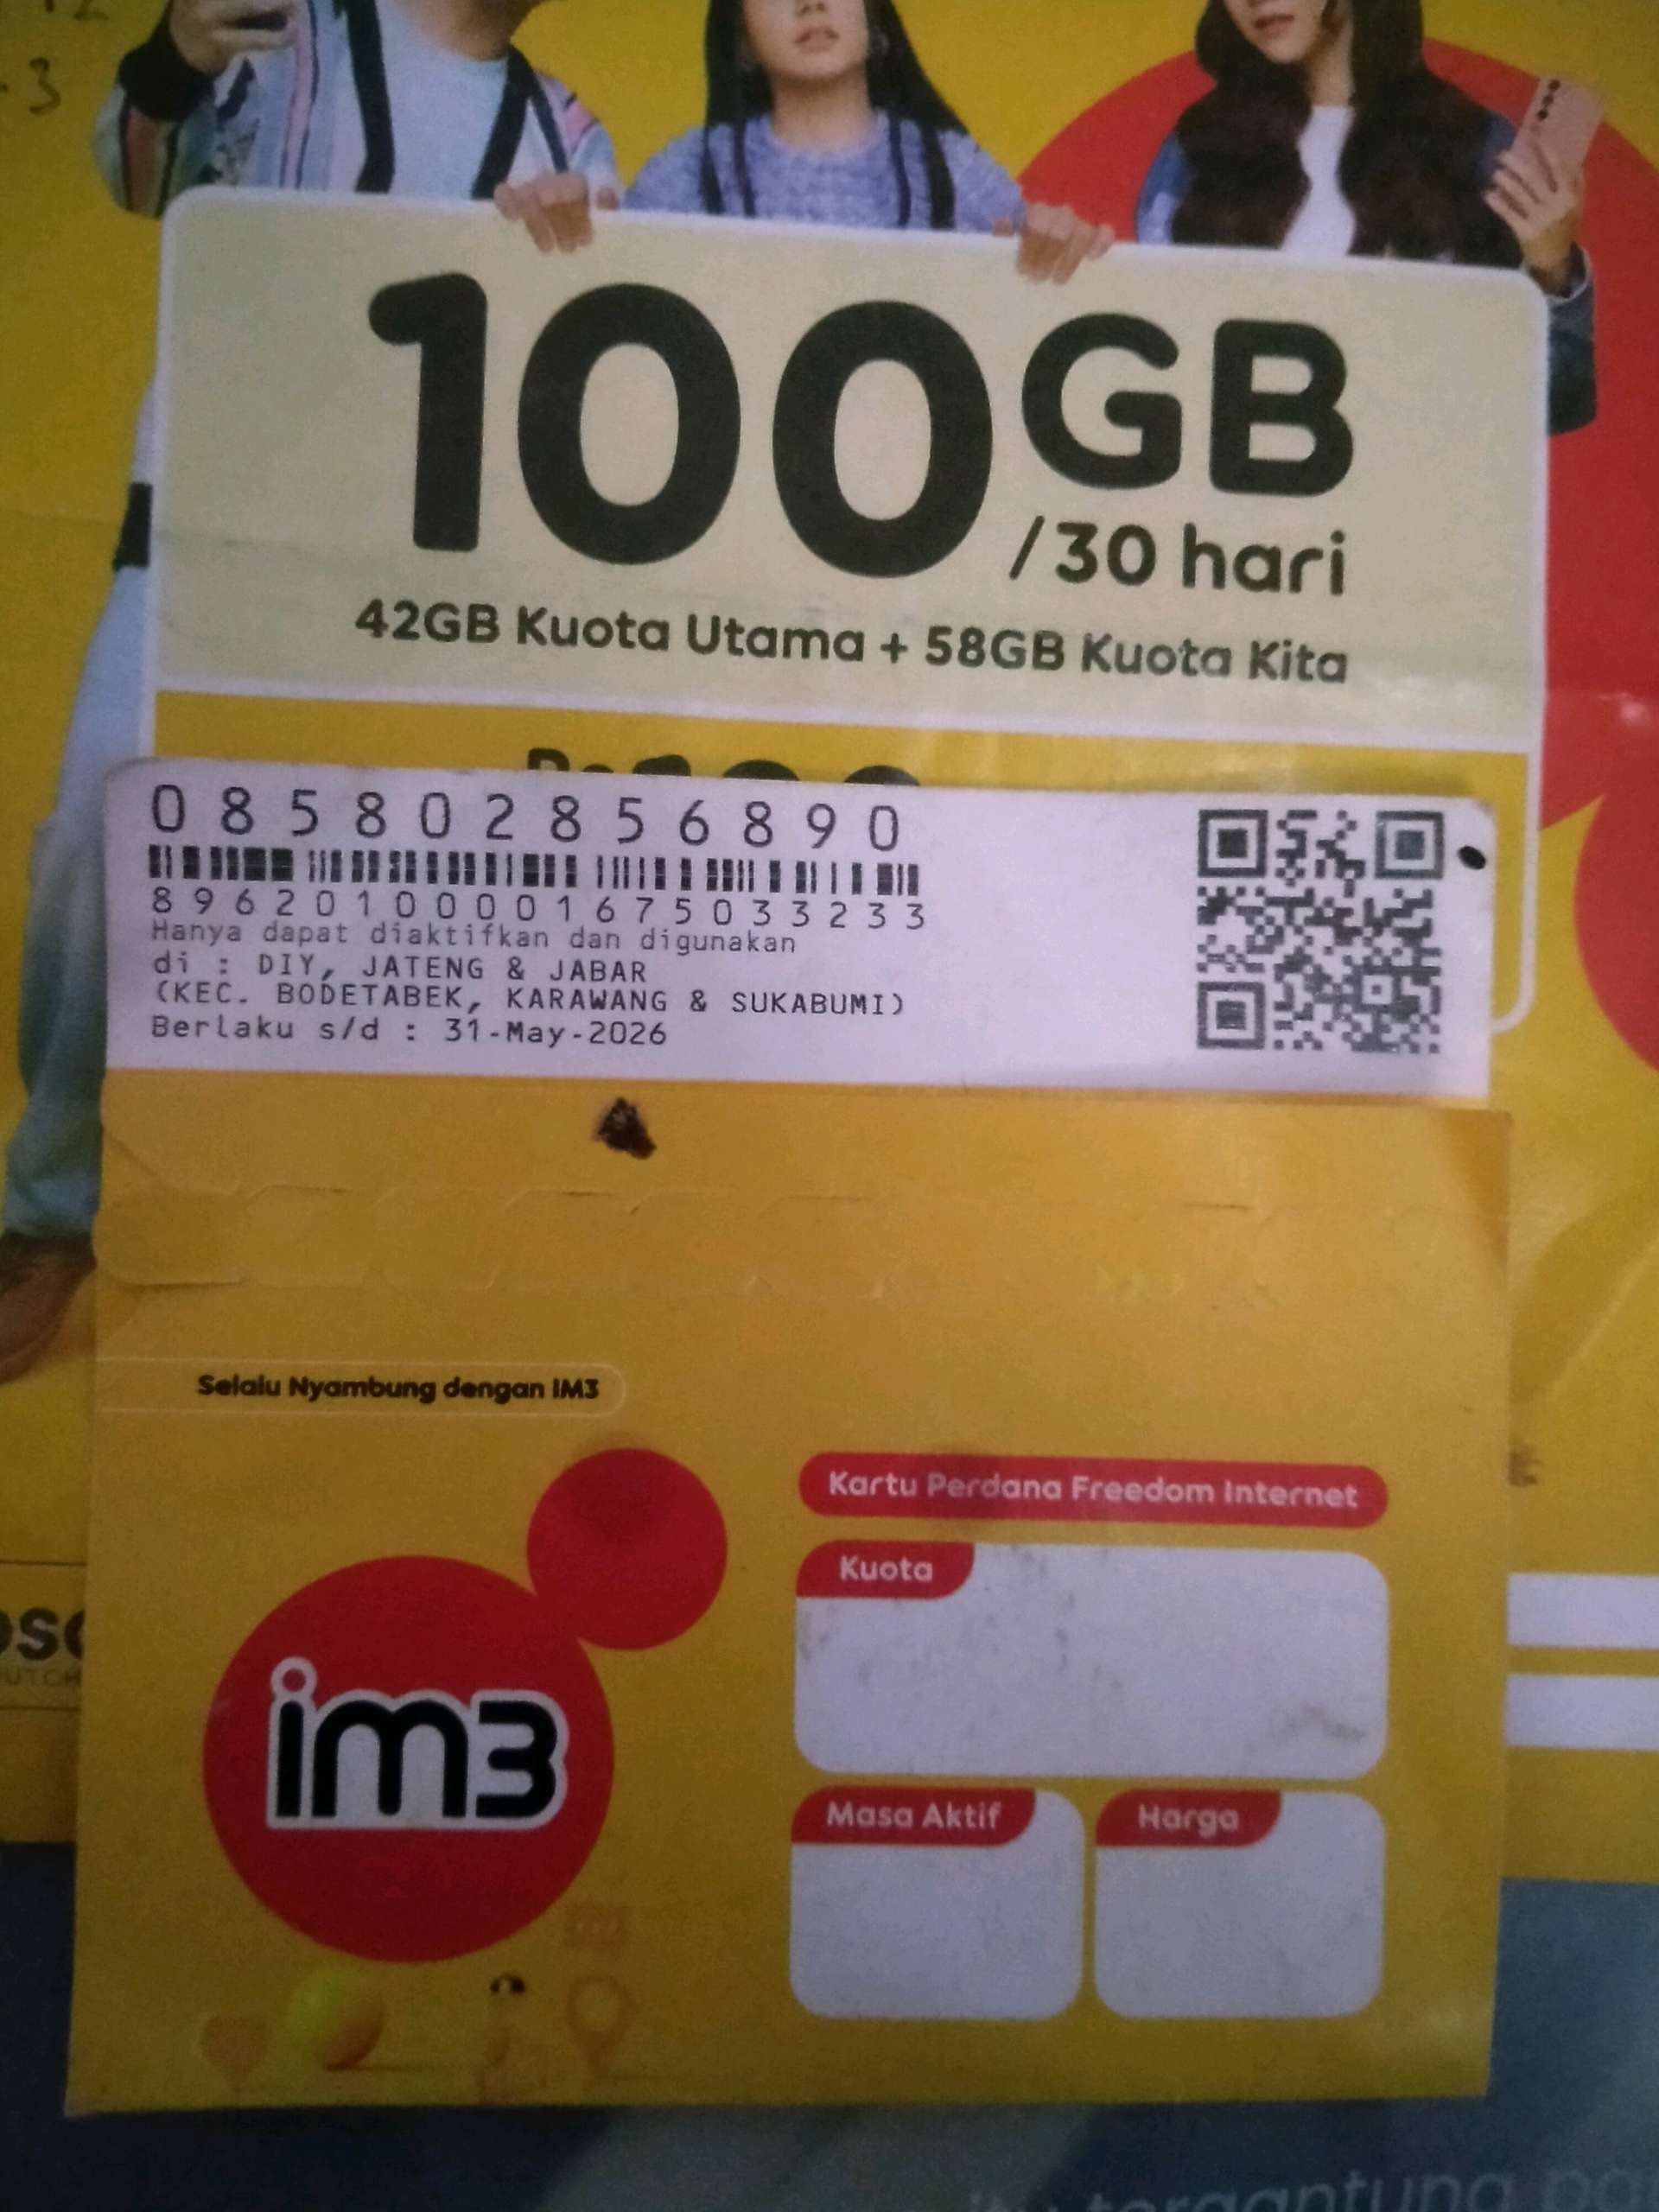 100GB
/30 hari
42GB Kuota Utama + 58GB Kuota Kita
085802856890
8962010000167503323 3
Hanya dapat diaktifkan dan digunakan
di : DIY, JATENG & JABAR
(KEC. BODETABEK, KARAWANG & SUKABUMI)
Berlaku s/d : 31-May-2026
Selalu Nyambung dengan IM3
im3
Kartu Perdana Freedom Internet
Kuota
Masa Aktif
Harga
tergantung